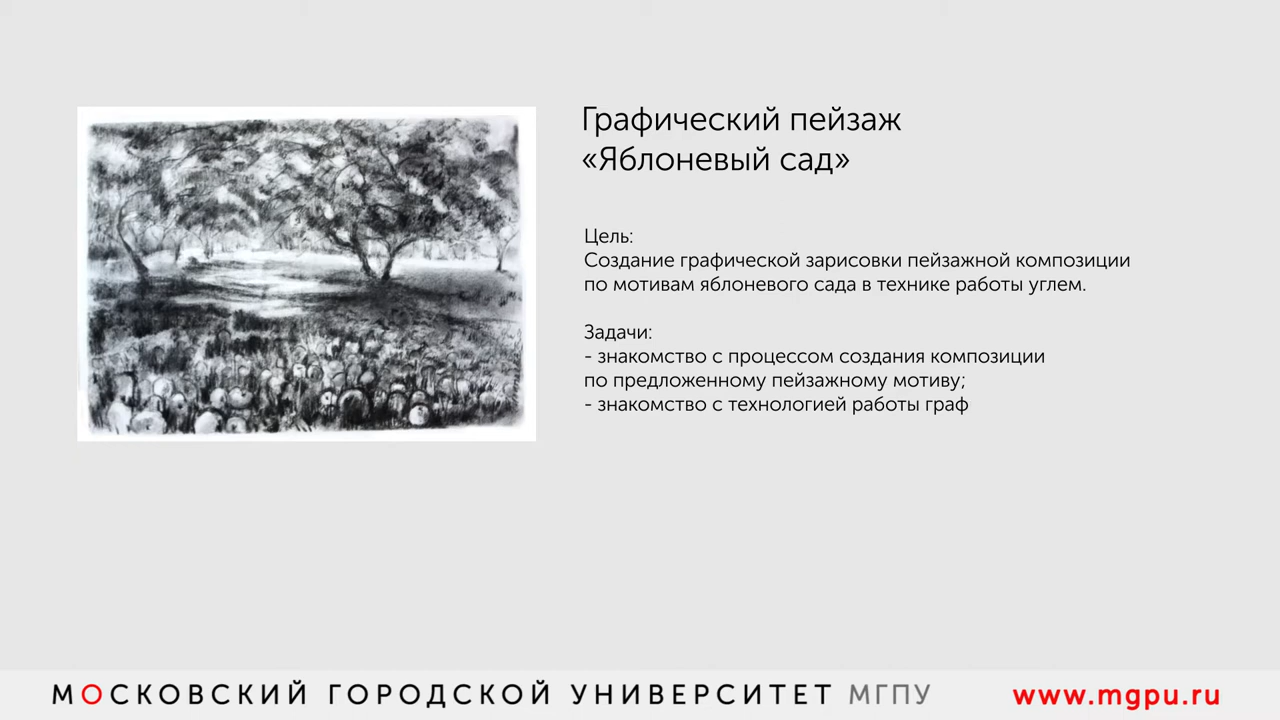 Графический пейзаж
«Яблоневый сад»
Цель:
Создание графической зарисовки пейзажной композиции
по мотивам яблоневого сада в технике работы углем.
Задачи:
- знакомство с процессом создания композиции
по предложенному пейзажному мотиву;
- знакомство с технологией работы граф
МОСКОВСКИЙ ГОРОДСКОЙ УНИВЕРСИТЕТ МГПУ
www.mgpu.ru